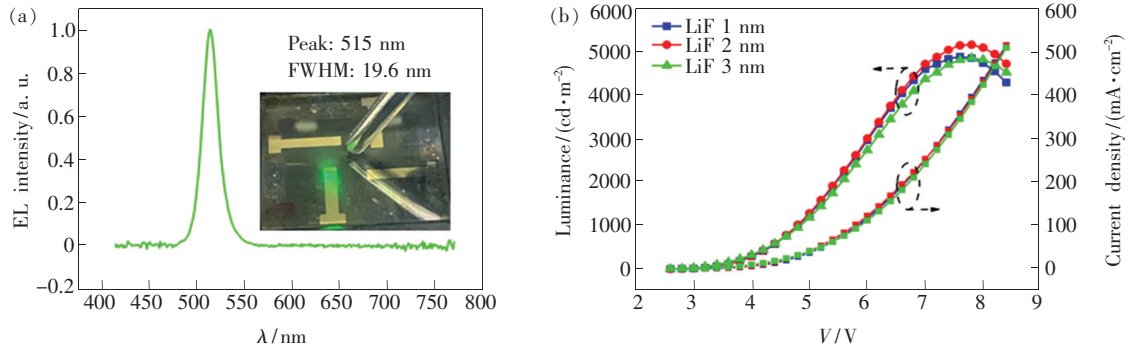 (a)
EL intensity/a. u.
1.0
0.8
0.6
0.4
0.2
0
−0.2
Peak: 515 nm
FWHM: 19.6 nm
400 450 500 550 600 650 700 750 800
λ/nm
(b)
Luminance/(cd·m⁻²)
6000
5000
4000
3000
2000
1000
0
LiF 1 nm
LiF 2 nm
LiF 3 nm
600
500
400
300
200
100
0
Current density/(mA·cm⁻²)
2 3 4 5 6 7 8 9
V/V